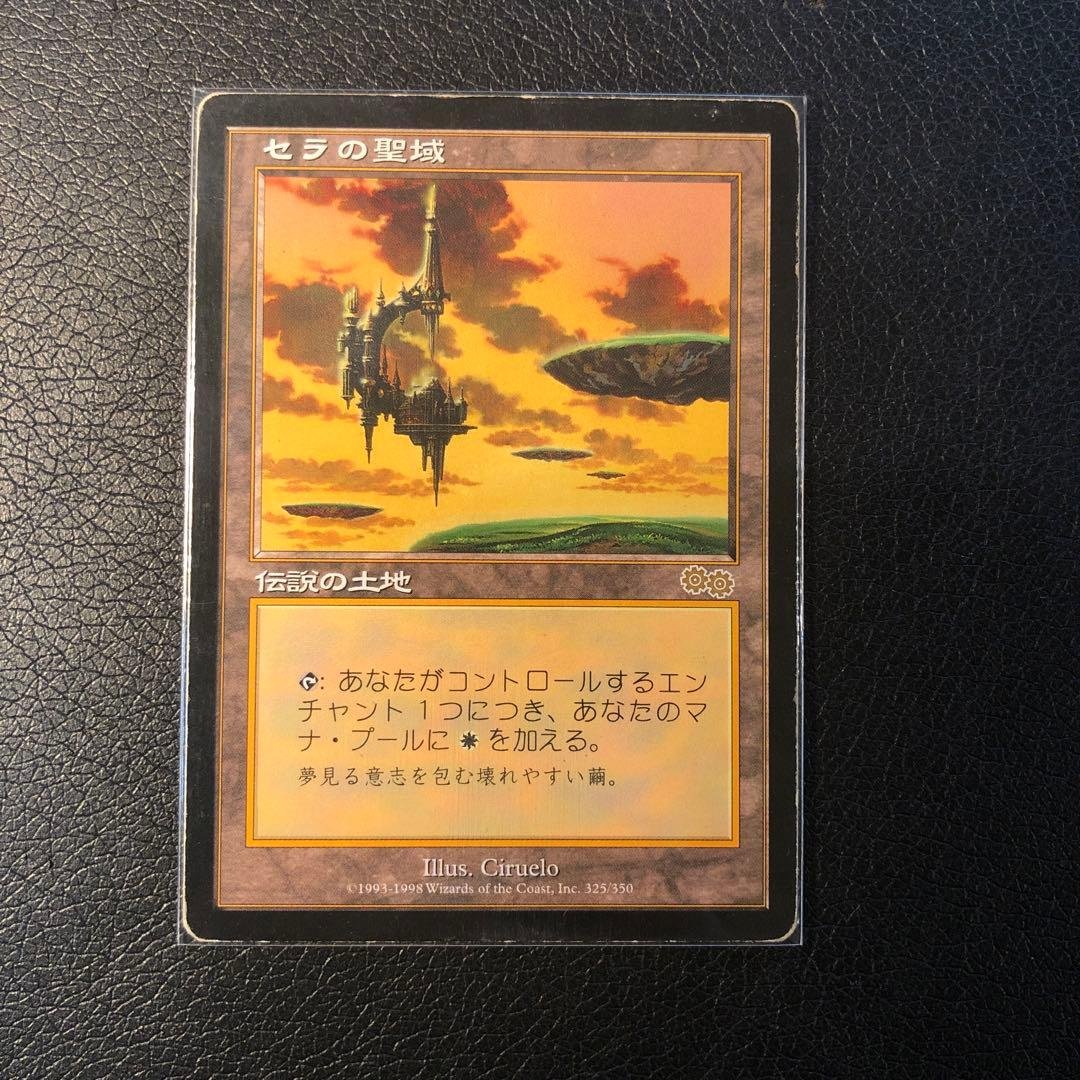 セラの聖域
伝説の土地
: あなたがコントロールするエン
チャント1つにつき、あなたのマ
ナ・プールに を加える。
夢見る意志を包む壊れやすい繭。
Illus. Ciruelo
©1993-1998 Wizards of the Coast, Inc. 325/350